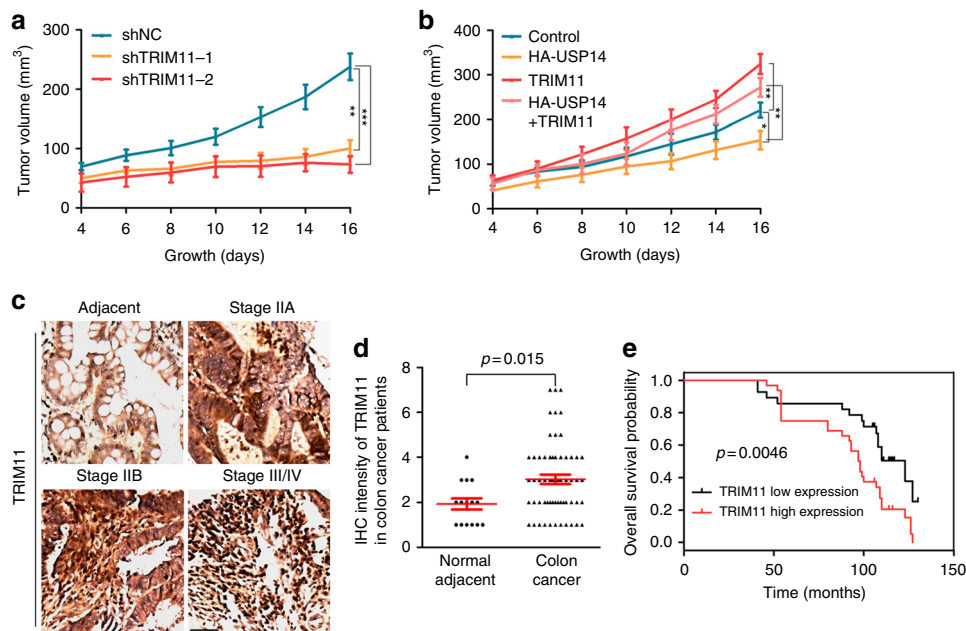 a
Tumor volume (mm³)
300
200
100
0
shNC
shTRIM11–1
shTRIM11–2
**
***
4 6 8 10 12 14 16
Growth (days)
b
Tumor volume (mm³)
400
300
200
100
0
Control
HA-USP14
TRIM11
HA-USP14
+TRIM11
**
**
*
4 6 8 10 12 14 16
Growth (days)
c
Adjacent
Stage IIA
TRIM11
Stage IIB
Stage III/IV
d
IHC intensity of TRIM11
in colon cancer patients
8
6
4
2
0
p=0.015
Normal
adjacent
Colon
cancer
e
Overall survival probability
1.0
0.8
0.6
0.4
0.2
0.0
p=0.0046
TRIM11 low expression
TRIM11 high expression
0 50 100 150
Time (months)